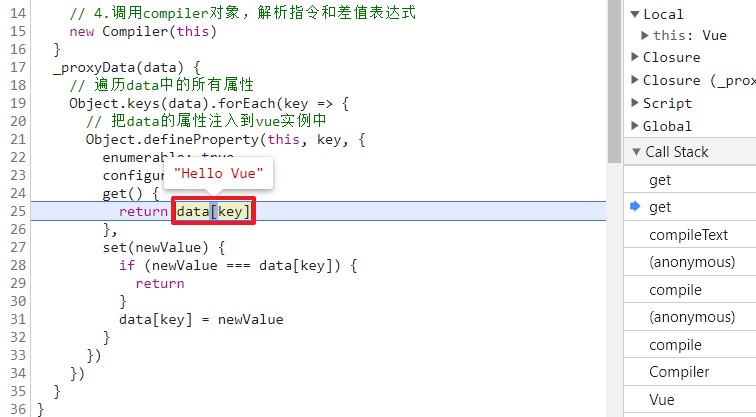 14 // 4.调用compiler对象，解析指令和差值表达式
15 new Compiler(this)
16 }
17 _proxyData(data) {
18 // 遍历data中的所有属性
19 Object.keys(data).forEach(key => {
20 // 把data的属性注入到vue实例中
21 Object.defineProperty(this, key, {
22 enumerable: true
23 configur
"Hello Vue"
24 get() {
25 return data[key]
26 },
27 set(newValue) {
28 if (newValue === data[key]) {
29 return
30 }
31 data[key] = newValue
32 }
33 })
34 })
35 }
36 }
Local
this: Vue
Closure
Closure (_prox
Script
Global
Call Stack
get
get
compileText
(anonymous)
compile
(anonymous)
compile
Compiler
Vue